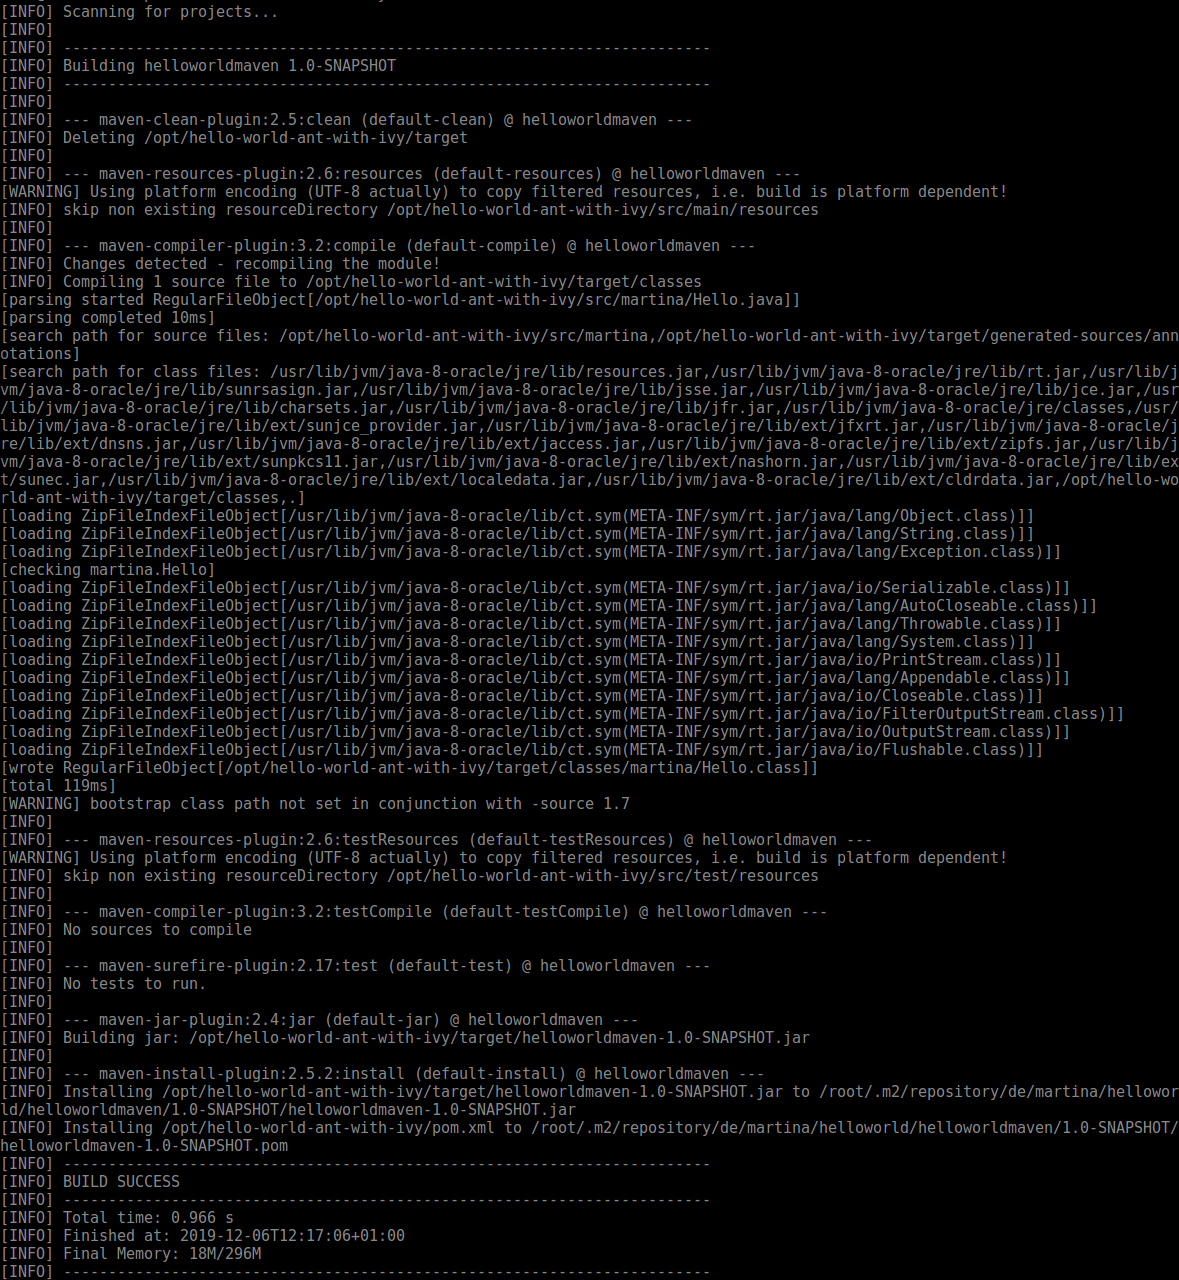 [INFO] Scanning for projects...
[INFO]
[INFO] ------------------------------------------------------------------------
[INFO] Building helloworldmaven 1.0-SNAPSHOT
[INFO] ------------------------------------------------------------------------
[INFO]
[INFO] --- maven-clean-plugin:2.5:clean (default-clean) @ helloworldmaven ---
[INFO] Deleting /opt/hello-world-ant-with-ivy/target
[INFO]
[INFO] --- maven-resources-plugin:2.6:resources (default-resources) @ helloworldmaven ---
[WARNING] Using platform encoding (UTF-8 actually) to copy filtered resources, i.e. build is platform dependent!
[INFO] skip non existing resourceDirectory /opt/hello-world-ant-with-ivy/src/main/resources
[INFO]
[INFO] --- maven-compiler-plugin:3.2:compile (default-compile) @ helloworldmaven ---
[INFO] Changes detected - recompiling the module!
[INFO] Compiling 1 source file to /opt/hello-world-ant-with-ivy/target/classes
[parsing started RegularFileObject[/opt/hello-world-ant-with-ivy/src/martina/Hello.java]]
[parsing completed 10ms]
[search path for source files: /opt/hello-world-ant-with-ivy/src/martina,/opt/hello-world-ant-with-ivy/target/generated-sources/ann
otations]
[search path for class files: /usr/lib/jvm/java-8-oracle/jre/lib/resources.jar,/usr/lib/jvm/java-8-oracle/jre/lib/rt.jar,/usr/lib/j
vm/java-8-oracle/jre/lib/sunrsasign.jar,/usr/lib/jvm/java-8-oracle/jre/lib/jsse.jar,/usr/lib/jvm/java-8-oracle/jre/lib/jce.jar,/usr
/lib/jvm/java-8-oracle/jre/lib/charsets.jar,/usr/lib/jvm/java-8-oracle/jre/lib/jfr.jar,/usr/lib/jvm/java-8-oracle/jre/classes,/usr/
lib/jvm/java-8-oracle/jre/lib/ext/sunjce_provider.jar,/usr/lib/jvm/java-8-oracle/jre/lib/ext/jfxrt.jar,/usr/lib/jvm/java-8-oracle/j
re/lib/ext/dnsns.jar,/usr/lib/jvm/java-8-oracle/jre/lib/ext/jaccess.jar,/usr/lib/jvm/java-8-oracle/jre/lib/ext/zipfs.jar,/usr/lib/j
vm/java-8-oracle/jre/lib/ext/sunpkcs11.jar,/usr/lib/jvm/java-8-oracle/jre/lib/ext/nashorn.jar,/usr/lib/jvm/java-8-oracle/jre/lib/ex
t/sunec.jar,/usr/lib/jvm/java-8-oracle/jre/lib/ext/localedata.jar,/usr/lib/jvm/java-8-oracle/jre/lib/ext/cldrdata.jar,/opt/hello-wo
rld-ant-with-ivy/target/classes,.]
[loading ZipFileIndexFileObject[/usr/lib/jvm/java-8-oracle/lib/ct.sym(META-INF/sym/rt.jar/java/lang/Object.class)]]
[loading ZipFileIndexFileObject[/usr/lib/jvm/java-8-oracle/lib/ct.sym(META-INF/sym/rt.jar/java/lang/String.class)]]
[loading ZipFileIndexFileObject[/usr/lib/jvm/java-8-oracle/lib/ct.sym(META-INF/sym/rt.jar/java/lang/Exception.class)]]
[checking martina.Hello]
[loading ZipFileIndexFileObject[/usr/lib/jvm/java-8-oracle/lib/ct.sym(META-INF/sym/rt.jar/java/io/Serializable.class)]]
[loading ZipFileIndexFileObject[/usr/lib/jvm/java-8-oracle/lib/ct.sym(META-INF/sym/rt.jar/java/lang/AutoCloseable.class)]]
[loading ZipFileIndexFileObject[/usr/lib/jvm/java-8-oracle/lib/ct.sym(META-INF/sym/rt.jar/java/lang/Throwable.class)]]
[loading ZipFileIndexFileObject[/usr/lib/jvm/java-8-oracle/lib/ct.sym(META-INF/sym/rt.jar/java/lang/System.class)]]
[loading ZipFileIndexFileObject[/usr/lib/jvm/java-8-oracle/lib/ct.sym(META-INF/sym/rt.jar/java/io/PrintStream.class)]]
[loading ZipFileIndexFileObject[/usr/lib/jvm/java-8-oracle/lib/ct.sym(META-INF/sym/rt.jar/java/lang/Appendable.class)]]
[loading ZipFileIndexFileObject[/usr/lib/jvm/java-8-oracle/lib/ct.sym(META-INF/sym/rt.jar/java/io/Closeable.class)]]
[loading ZipFileIndexFileObject[/usr/lib/jvm/java-8-oracle/lib/ct.sym(META-INF/sym/rt.jar/java/io/FilterOutputStream.class)]]
[loading ZipFileIndexFileObject[/usr/lib/jvm/java-8-oracle/lib/ct.sym(META-INF/sym/rt.jar/java/io/OutputStream.class)]]
[loading ZipFileIndexFileObject[/usr/lib/jvm/java-8-oracle/lib/ct.sym(META-INF/sym/rt.jar/java/io/Flushable.class)]]
[wrote RegularFileObject[/opt/hello-world-ant-with-ivy/target/classes/martina/Hello.class]]
[total 119ms]
[WARNING] bootstrap class path not set in conjunction with -source 1.7
[INFO]
[INFO] --- maven-resources-plugin:2.6:testResources (default-testResources) @ helloworldmaven ---
[WARNING] Using platform encoding (UTF-8 actually) to copy filtered resources, i.e. build is platform dependent!
[INFO] skip non existing resourceDirectory /opt/hello-world-ant-with-ivy/src/test/resources
[INFO]
[INFO] --- maven-compiler-plugin:3.2:testCompile (default-testCompile) @ helloworldmaven ---
[INFO] No sources to compile
[INFO]
[INFO] --- maven-surefire-plugin:2.17:test (default-test) @ helloworldmaven ---
[INFO] No tests to run.
[INFO]
[INFO] --- maven-jar-plugin:2.4:jar (default-jar) @ helloworldmaven ---
[INFO] Building jar: /opt/hello-world-ant-with-ivy/target/helloworldmaven-1.0-SNAPSHOT.jar
[INFO]
[INFO] --- maven-install-plugin:2.5.2:install (default-install) @ helloworldmaven ---
[INFO] Installing /opt/hello-world-ant-with-ivy/target/helloworldmaven-1.0-SNAPSHOT.jar to /root/.m2/repository/de/martina/hellowor
ld/helloworldmaven/1.0-SNAPSHOT/helloworldmaven-1.0-SNAPSHOT.jar
[INFO] Installing /opt/hello-world-ant-with-ivy/pom.xml to /root/.m2/repository/de/martina/helloworld/helloworldmaven/1.0-SNAPSHOT/
helloworldmaven-1.0-SNAPSHOT.pom
[INFO] ------------------------------------------------------------------------
[INFO] BUILD SUCCESS
[INFO] ------------------------------------------------------------------------
[INFO] Total time: 0.966 s
[INFO] Finished at: 2019-12-06T12:17:06+01:00
[INFO] Final Memory: 18M/296M
[INFO] ------------------------------------------------------------------------